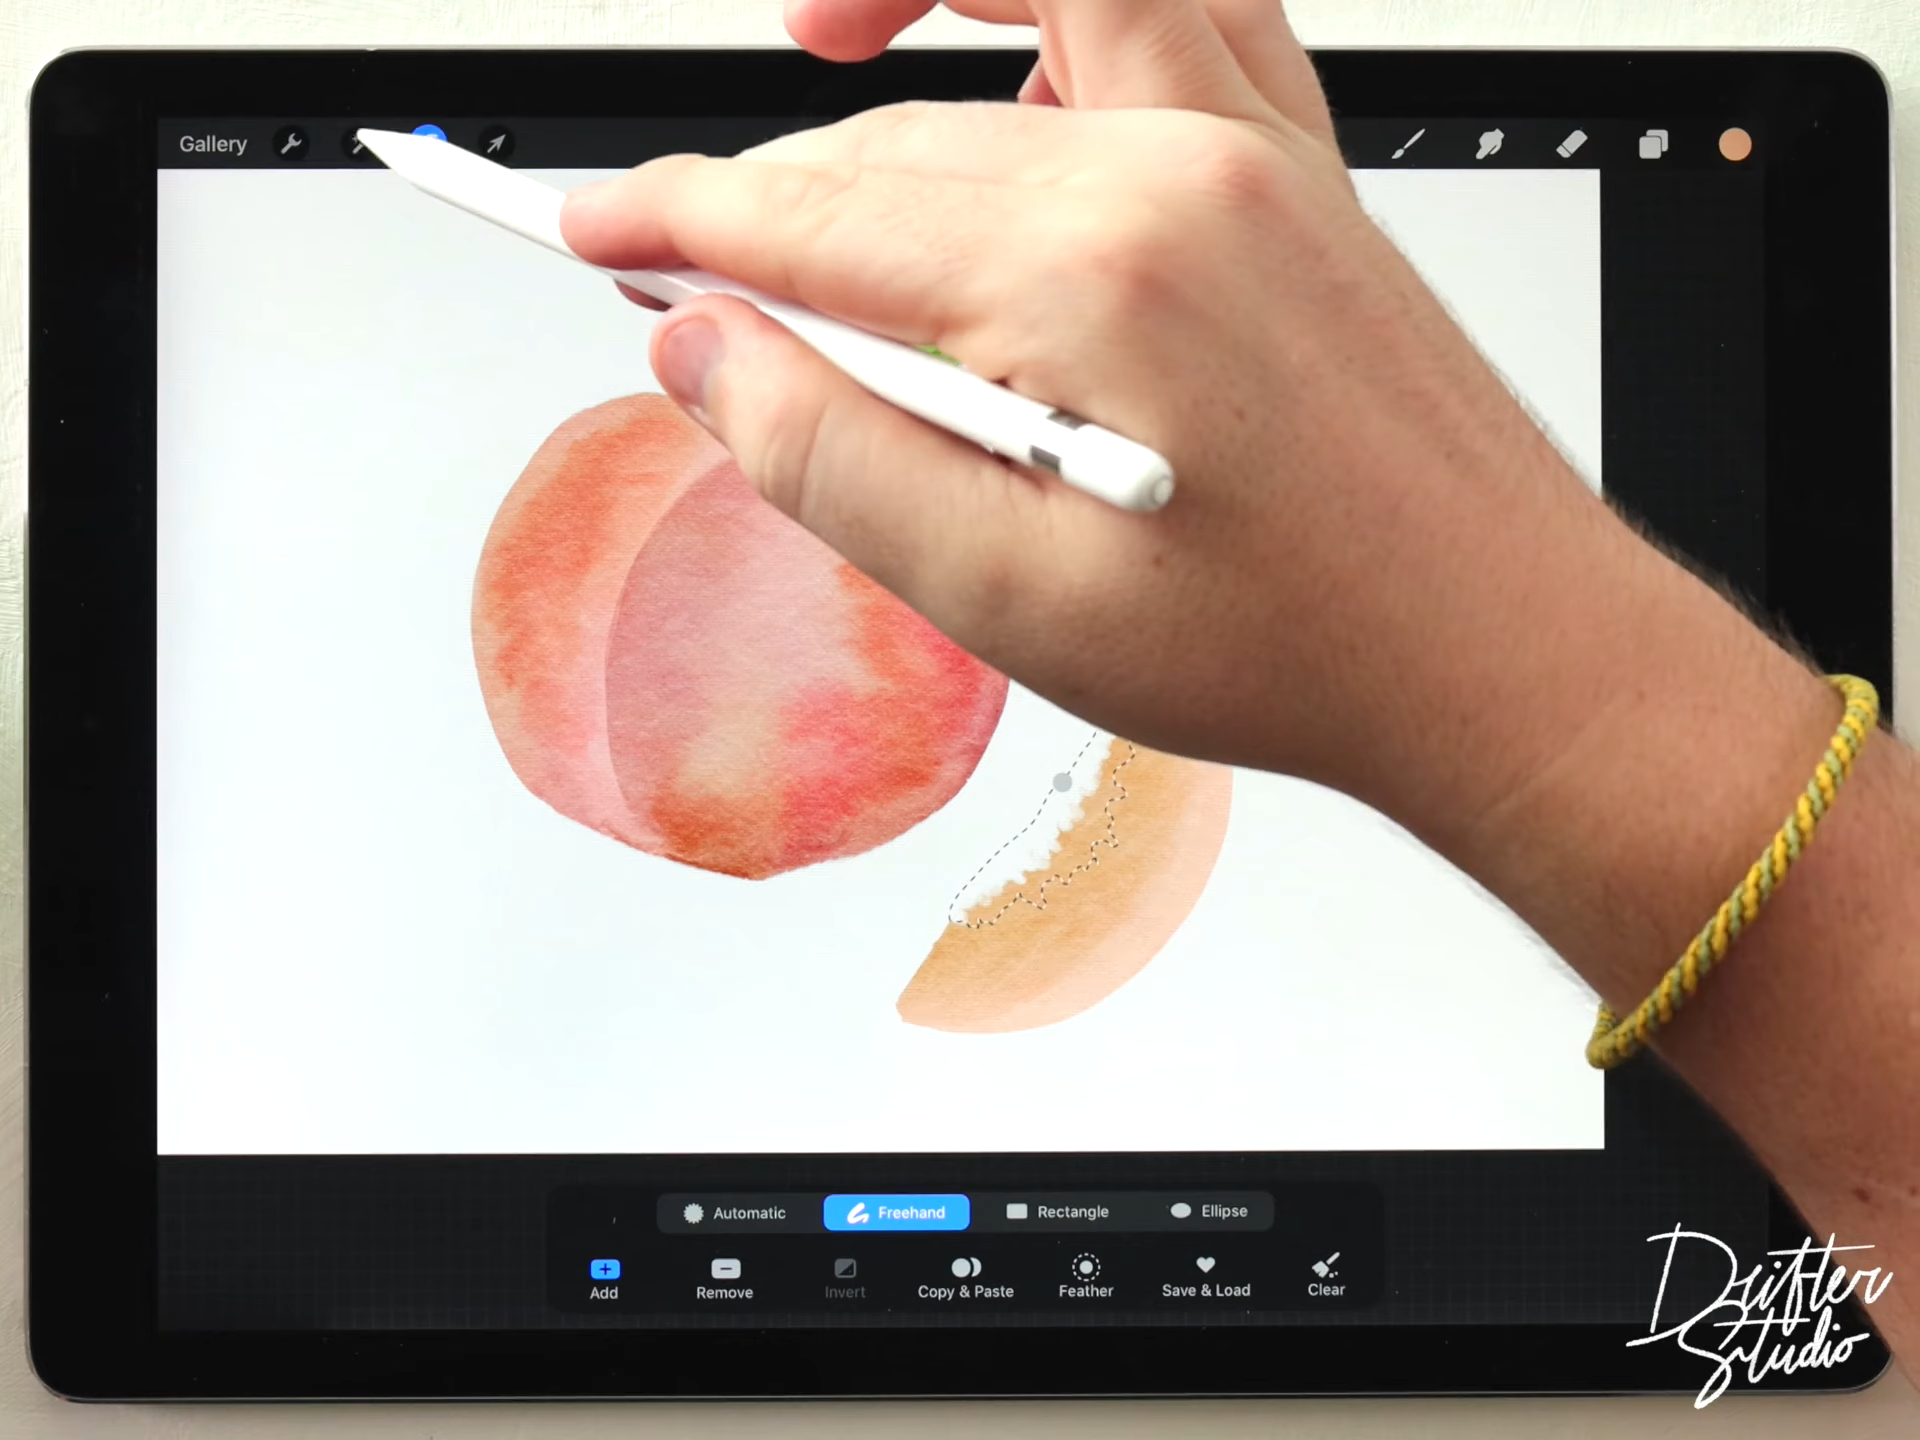 Gallery
Automatic Freehand Rectangle Ellipse
Add Remove Invert Copy & Paste Feather Save & Load Clear
Drifter
Studio